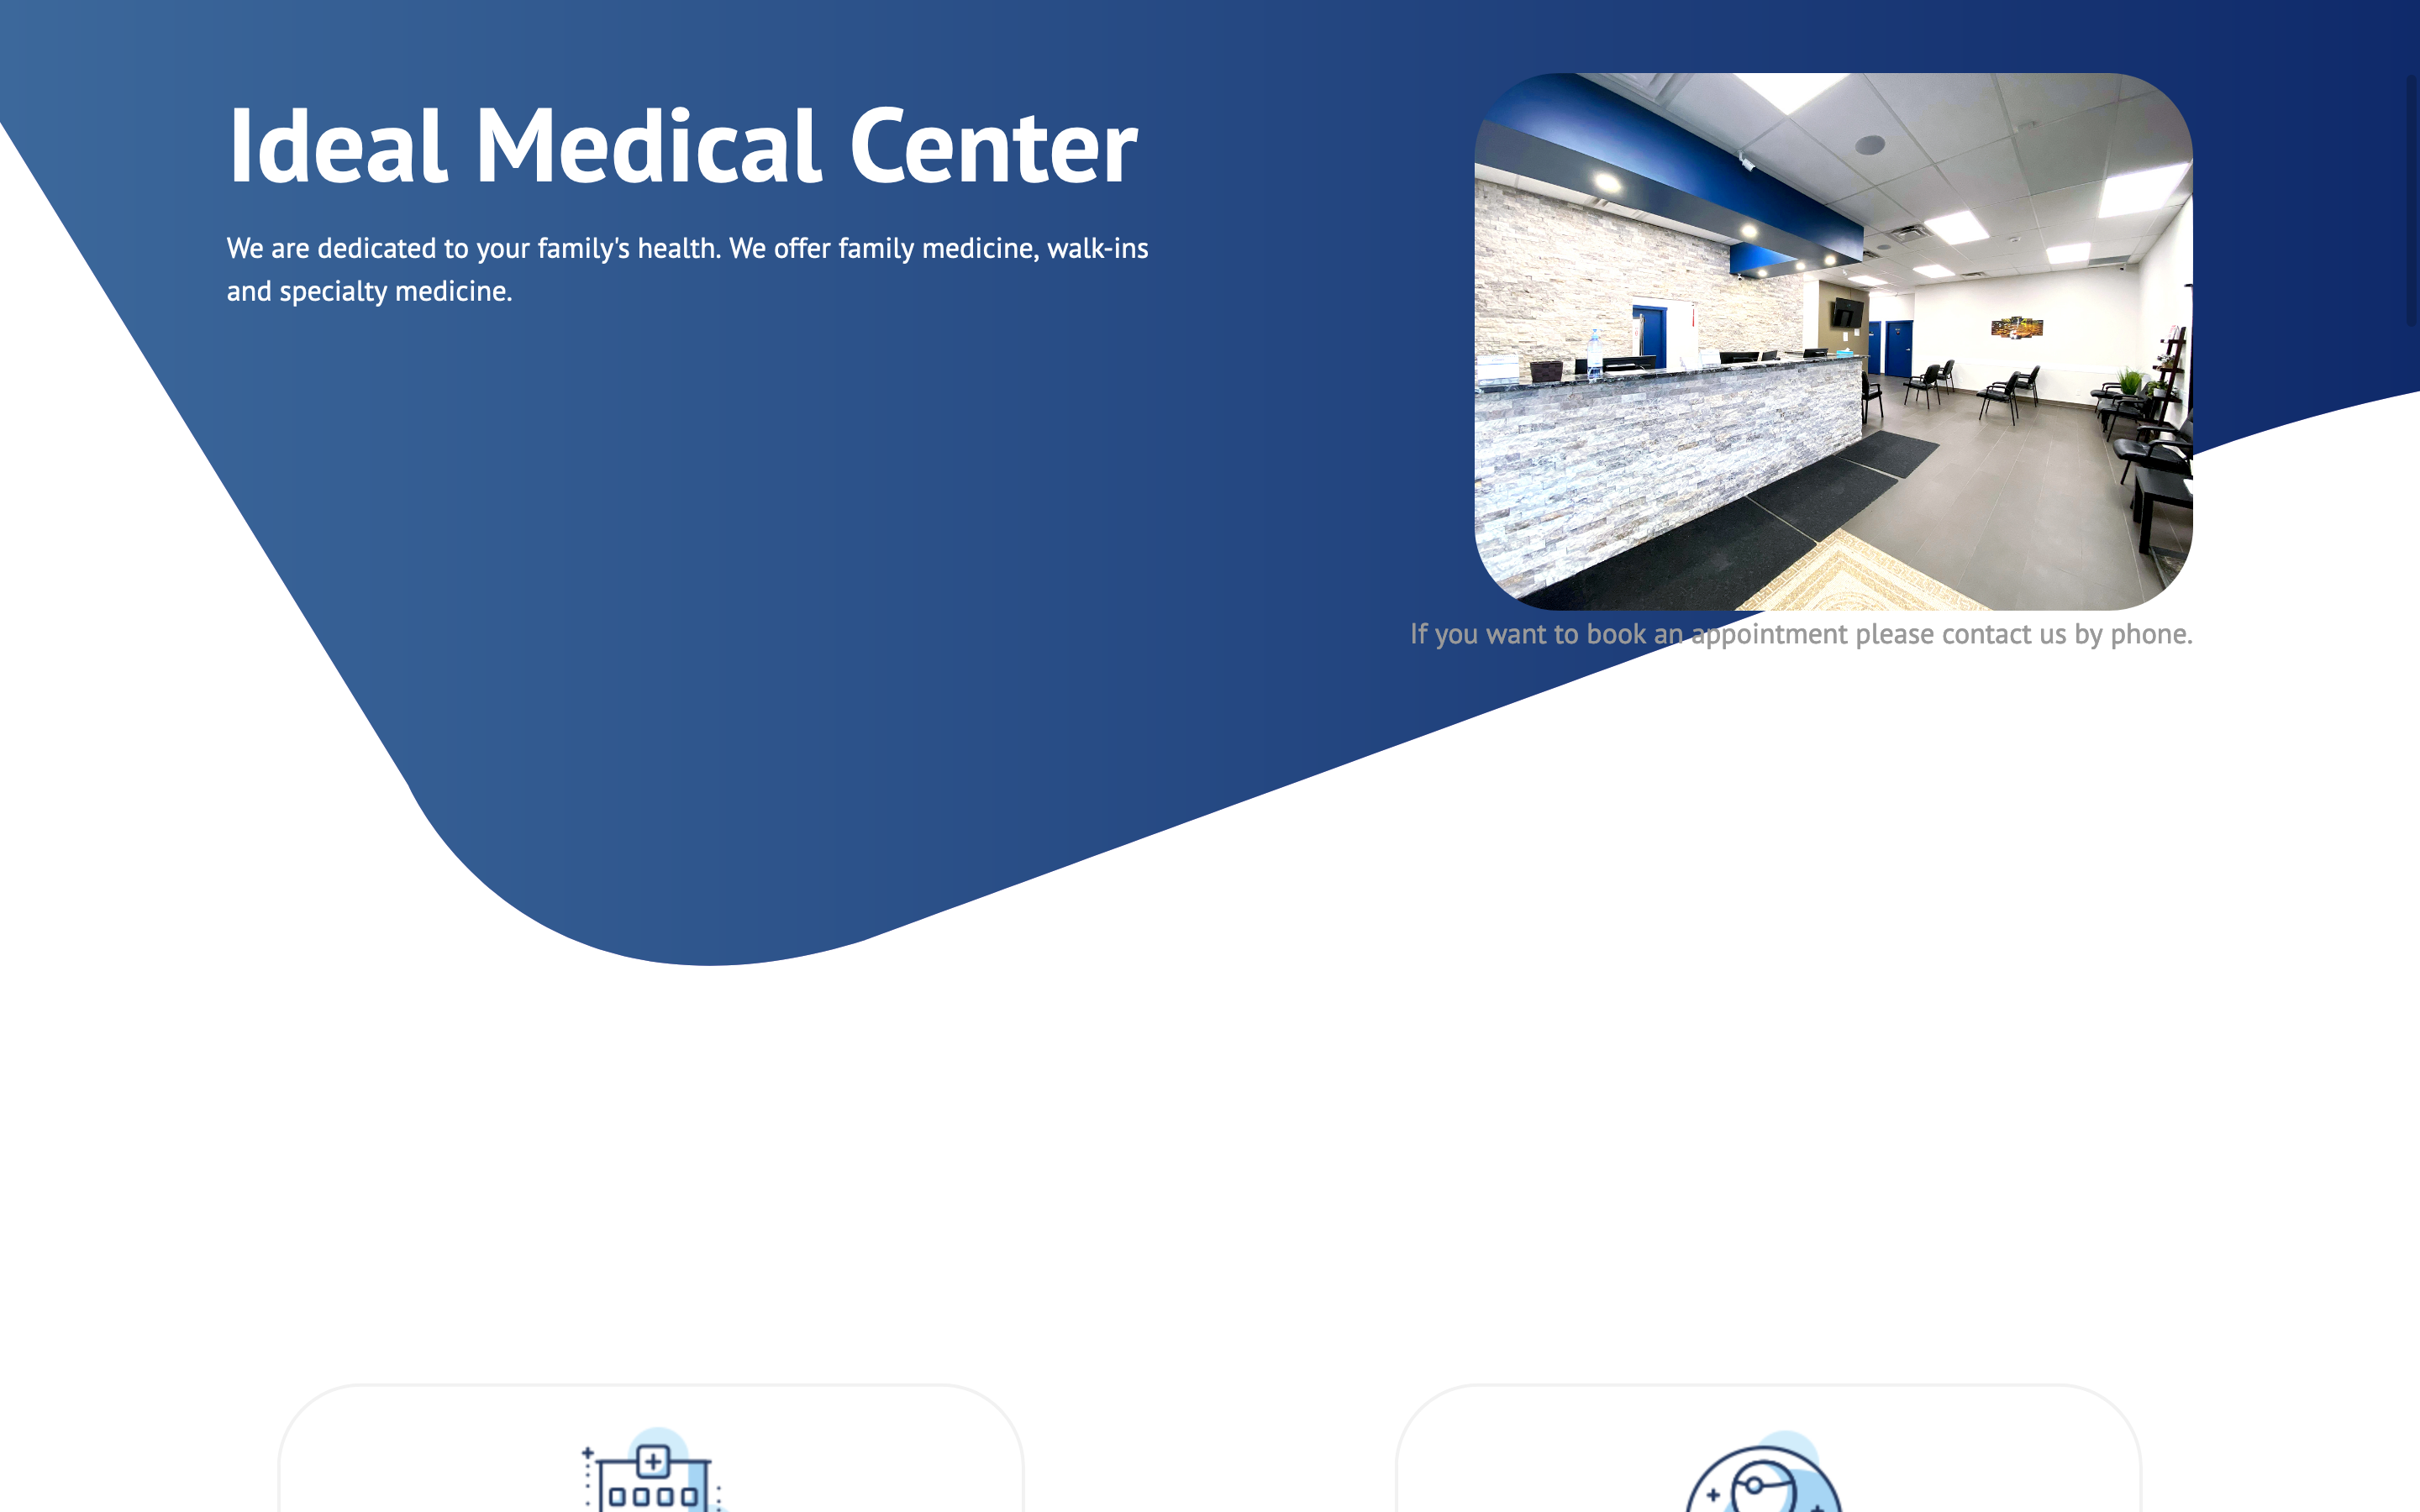 Ideal Medical Center
We are dedicated to your family's health. We offer family medicine, walk-ins
and specialty medicine.
If you want to book an appointment please contact us by phone.